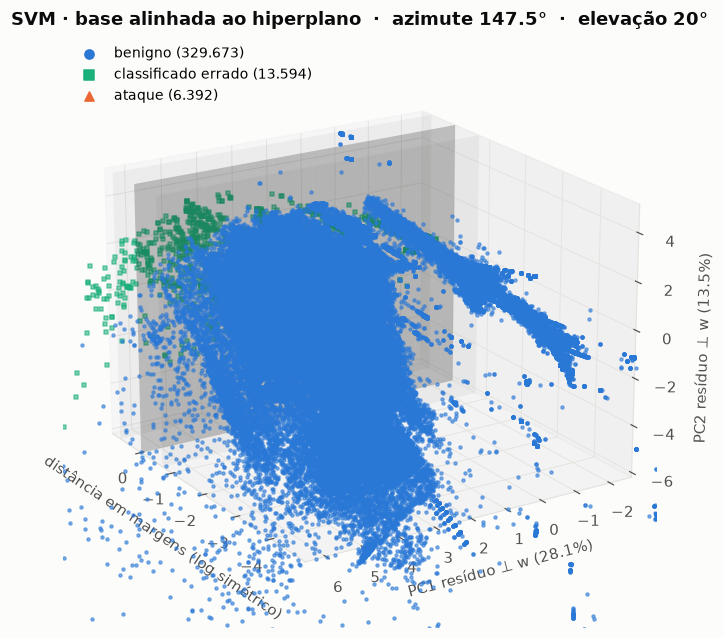 SVM · base alinhada ao hiperplano · azimute 147.5° · elevação 20°
benigno (329.673)
classificado errado (13.594)
ataque (6.392)
4
2
0
−2
−4
−6
PC2 resíduo ⊥ w (13.5%)
0
−1
−2
−3
−4
distância em margens (log simétrico)
6
5
4
3
2
1
0
−1
−2
PC1 resíduo ⊥ w (28.1%)